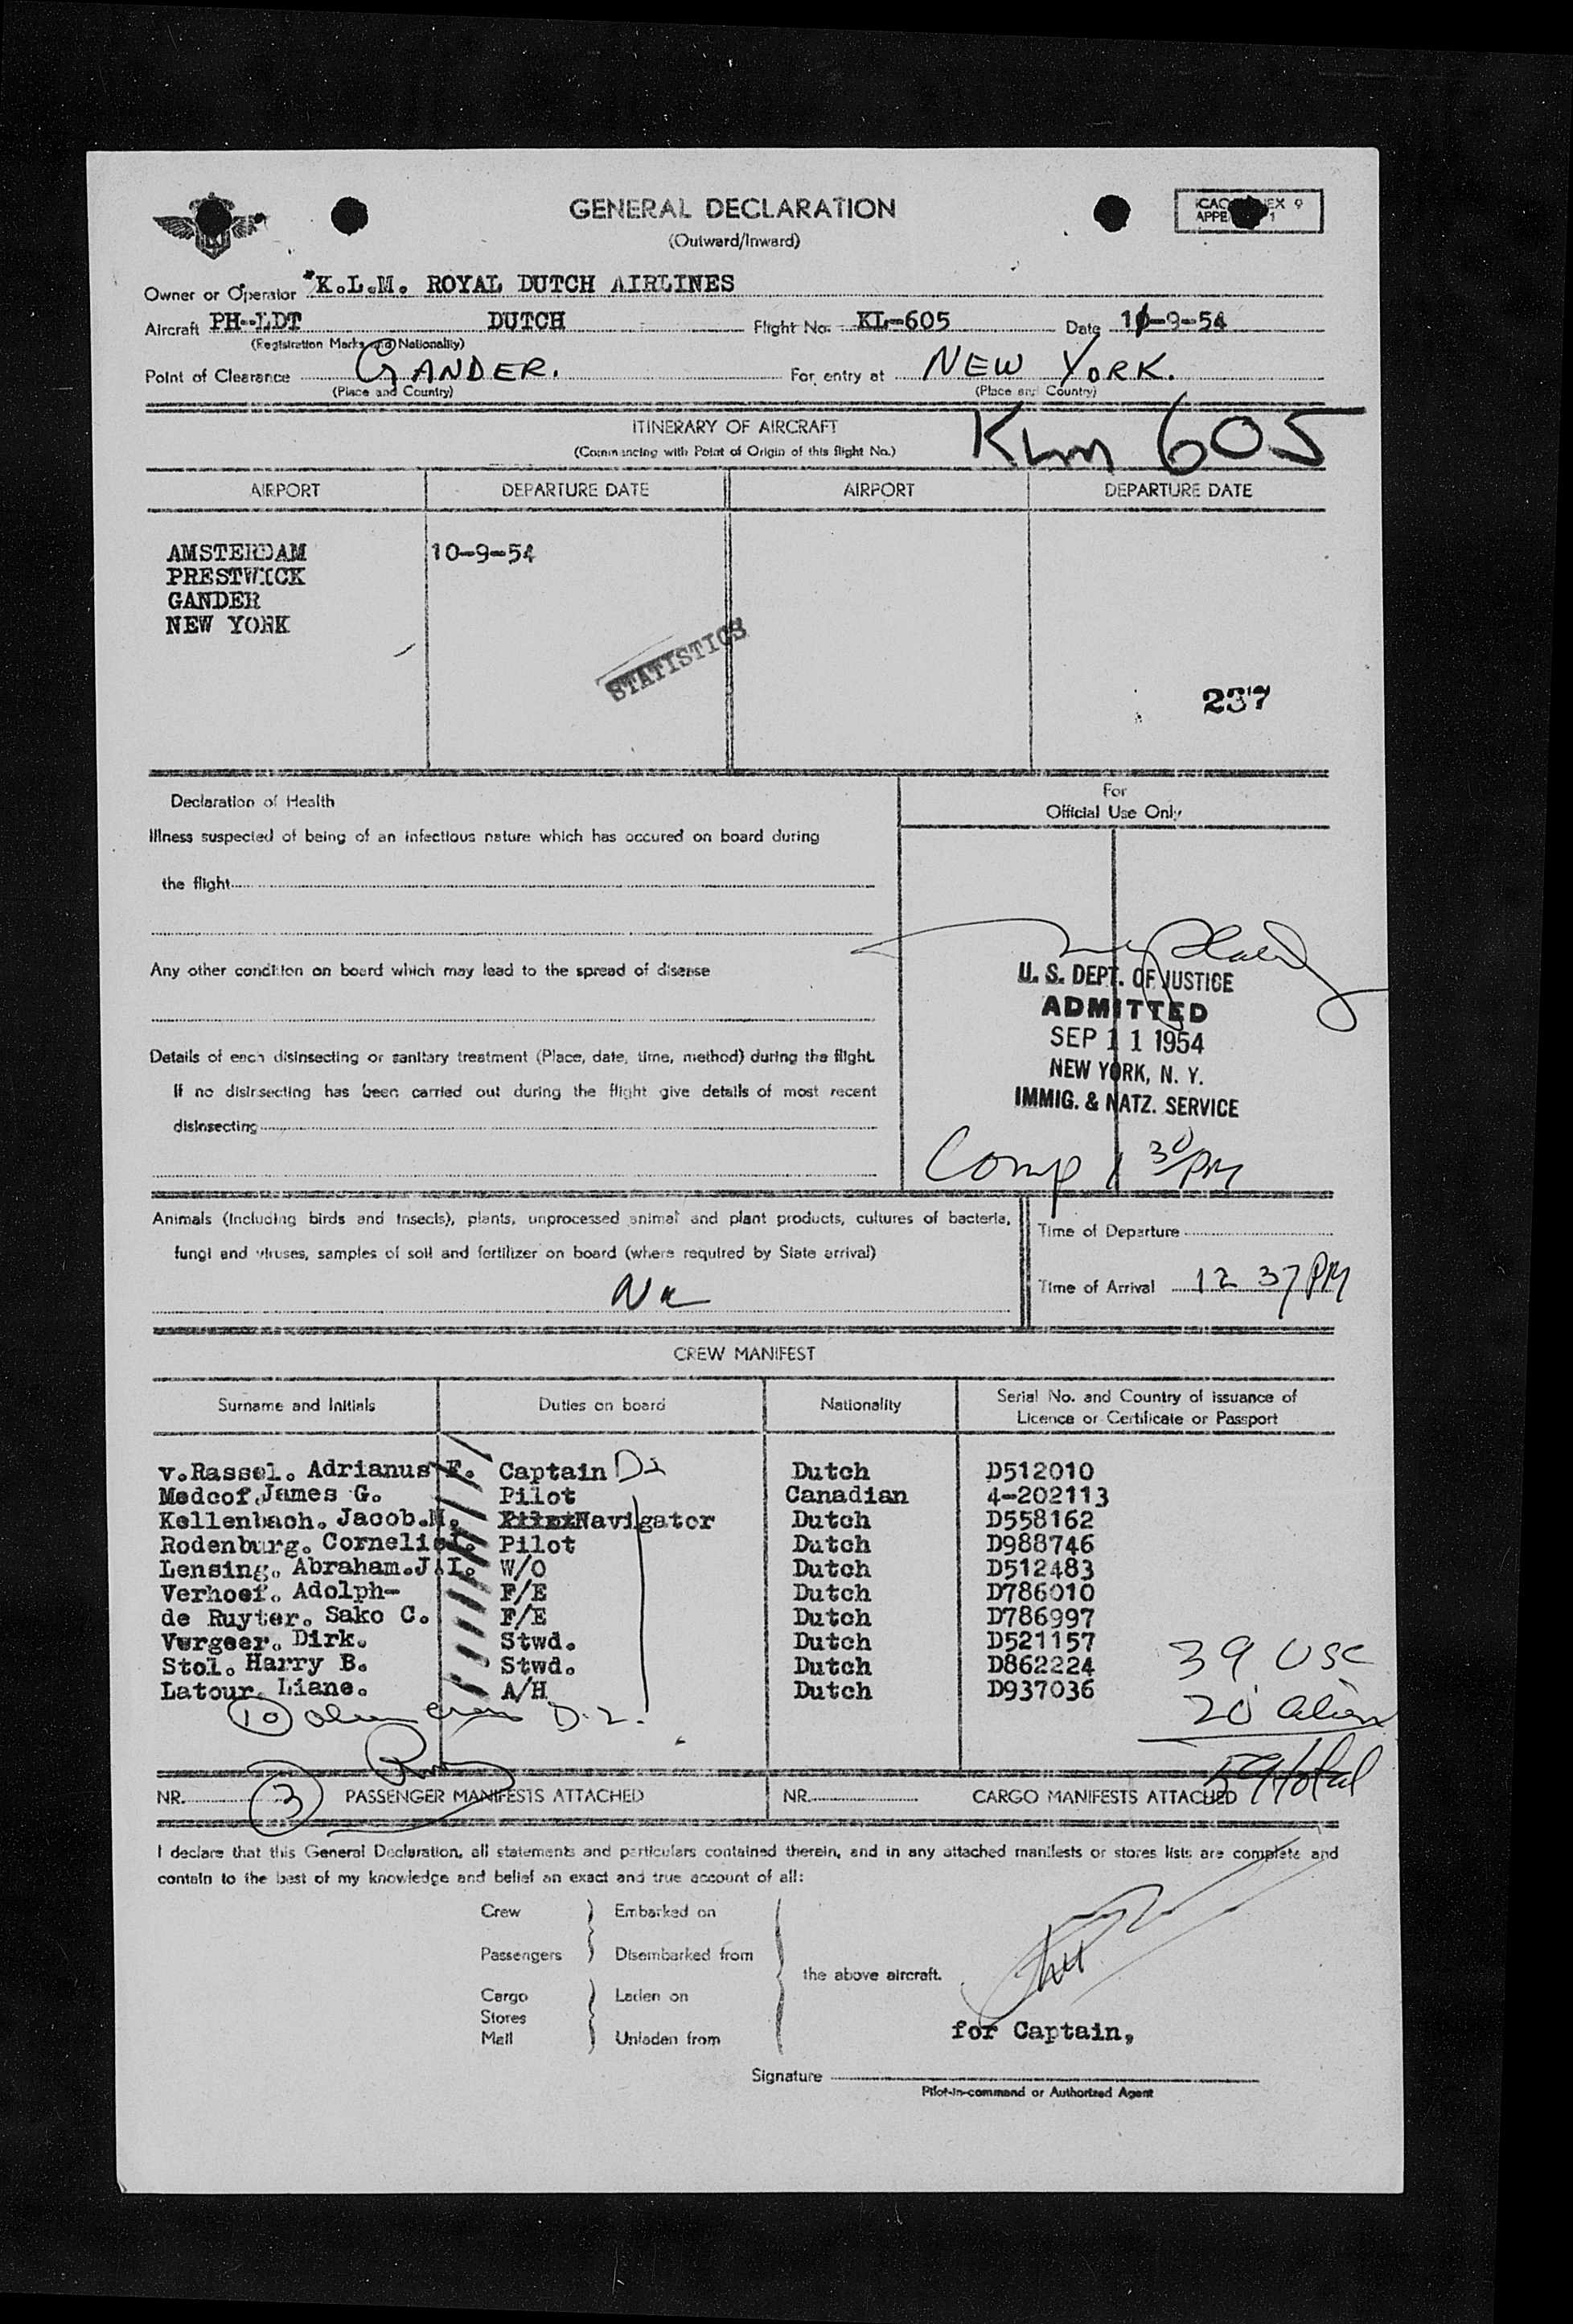 GENERAL DECLARATION
(Outward/Inward)
ICAO ANNEX 9
APPENDIX 1
Owner or Operator *K.L.M. ROYAL DUTCH AIRLINES
Aircraft PH-LDT DUTCH Flight No. KL-605 Date 11-9-54
(Registration Marks and Nationality)
Point of Clearance GANDER. For entry at NEW YORK.
(Place and Country) (Place and Country)
ITINERARY OF AIRCRAFT
(Commencing with Point of Origin of this flight No.)
KLM 605
AIRPORT DEPARTURE DATE AIRPORT DEPARTURE DATE
AMSTERDAM 10-9-54
PRESTWICK
GANDER
NEW YORK
STATISTICS
237
Declaration of Health
For
Official Use Only
Illness suspected of being of an infectious nature which has occured on board during
the flight
Any other condition on board which may lead to the spread of disease
Details of each disinsecting or sanitary treatment (Place, date, time, method) during the flight.
If no disinsecting has been carried out during the flight give details of most recent
disinsecting
U. S. DEPT. OF JUSTICE
ADMITTED
SEP 11 1954
NEW YORK, N. Y.
IMMIG. & NATZ. SERVICE
Comp 1 30 PM
Animals (including birds and insects), plants, unprocessed animal and plant products, cultures of bacteria,
fungi and viruses, samples of soil and fertilizer on board (where required by State arrival)
Time of Departure
Time of Arrival 12 37 PM
CREW MANIFEST
Surname and Initials Duties on board Nationality Serial No. and Country of issuance of
Licence or Certificate or Passport
v.Rassel. Adrianus F. Captain D2 Dutch D512010
Medcof.James G. Pilot Canadian 4-202113
Kellenbach. Jacob.M. Navigator Dutch D558162
Rodenburg. Cornelis Pilot Dutch D988746
Lensing. Abraham.J.I. W/O Dutch D512483
Verhoef. Adolph- F/E Dutch D786010
de Ruyter. Sako C. F/E Dutch D786997
Vergeer. Dirk. Stwd. Dutch D521157
Stol. Harry B. Stwd. Dutch D862224
Latour. Liane. A/H Dutch D937036
10 alien crew D.2.
39 USC
20 alien
59 total
NR. 3 PASSENGER MANIFESTS ATTACHED NR. CARGO MANIFESTS ATTACHED
I declare that this General Declaration, all statements and particulars contained therein, and in any attached manifests or stores lists are complete and
contain to the best of my knowledge and belief an exact and true account of all:
Crew Embarked on
Passengers Disembarked from
the above aircraft.
Cargo Laden on
Stores
Mail Unladen from
for Captain,
Signature
Pilot-in-command or Authorized Agent